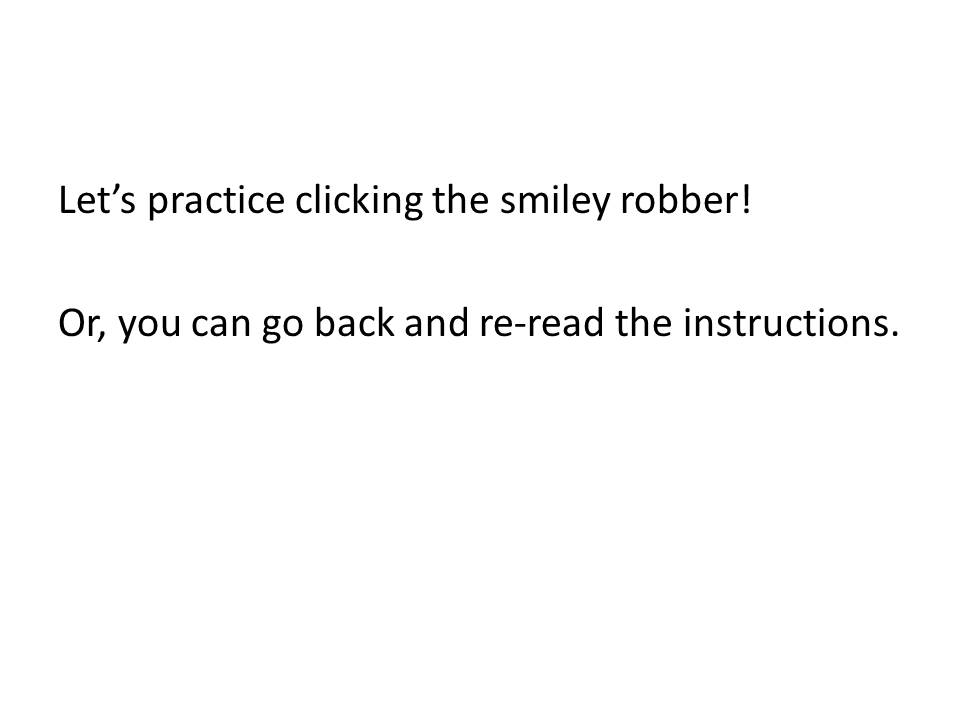 Let’s practice clicking the smiley robber!
Or, you can go back and re-read the instructions.